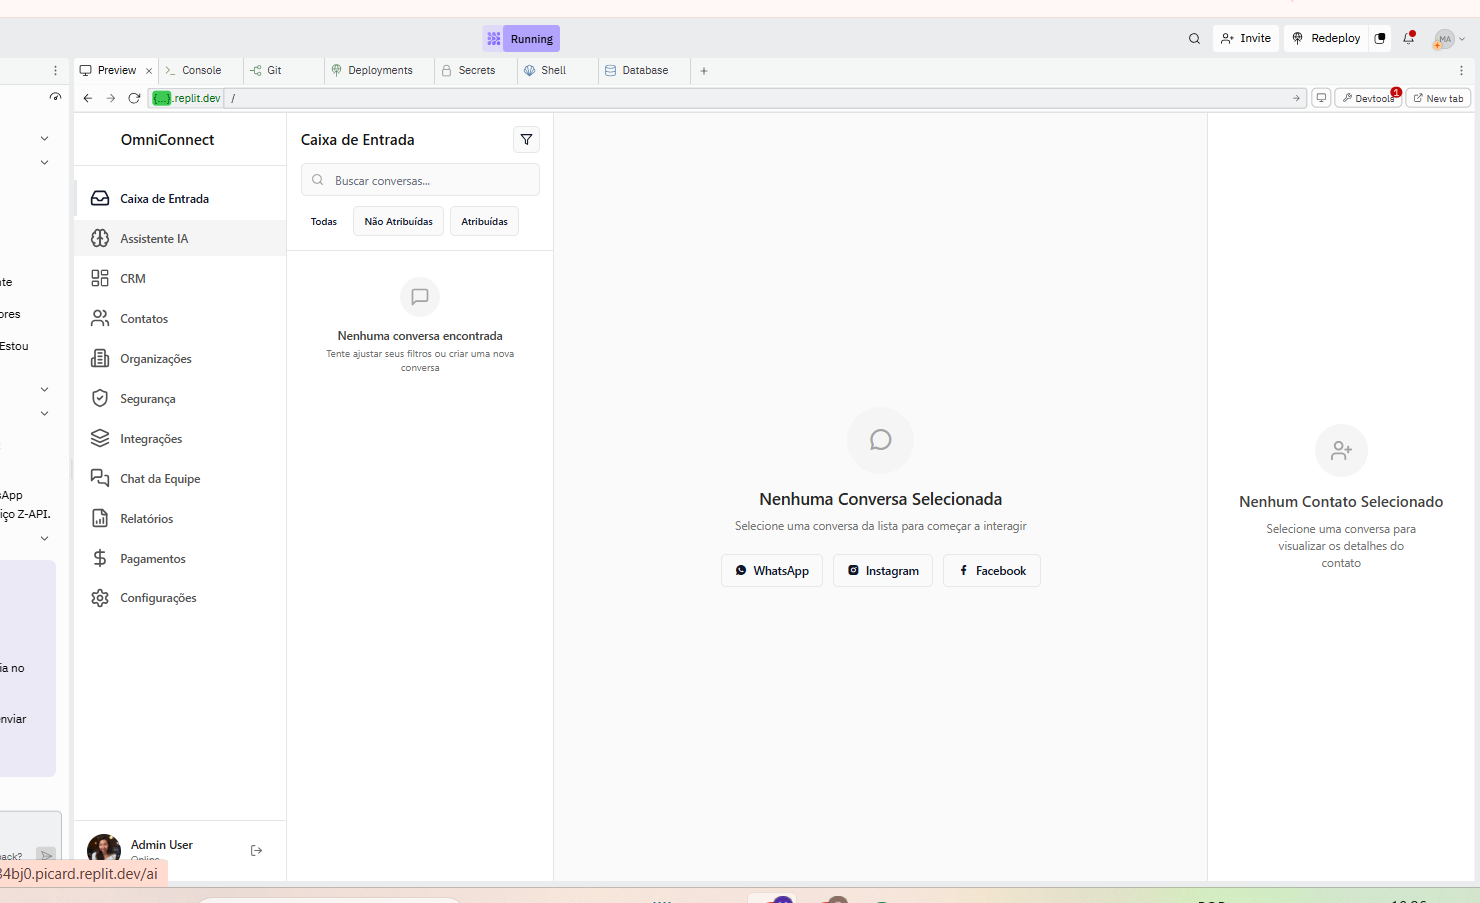 Running
Invite
Redeploy
MA
Preview
Console
Git
Deployments
Secrets
Shell
Database
{...}.replit.dev /
Devtools
1
New tab
ores
Estou
iço Z-API.
ia no
OmniConnect
Caixa de Entrada
Assistente IA
CRM
Contatos
Organizações
Segurança
Integrações
Chat da Equipe
Relatórios
Pagamentos
Configurações
Admin User
Online
34bj0.picard.replit.dev/ai
Caixa de Entrada
Buscar conversas...
Todas
Não Atribuídas
Atribuídas
Nenhuma conversa encontrada
Tente ajustar seus filtros ou criar uma nova
conversa
Nenhuma Conversa Selecionada
Selecione uma conversa da lista para começar a interagir
WhatsApp
Instagram
Facebook
Nenhum Contato Selecionado
Selecione uma conversa para
visualizar os detalhes do
contato